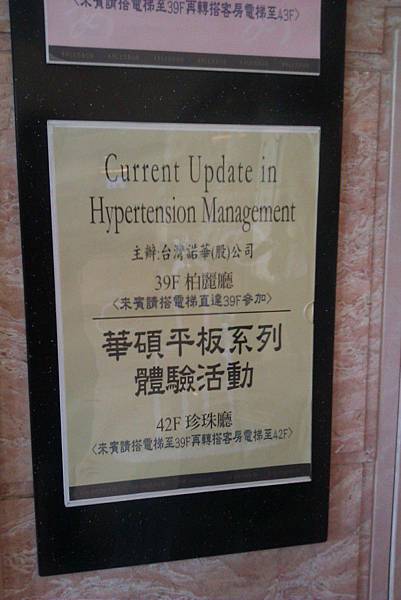 〈來賓請搭電梯至39F再轉搭客房電梯至43F〉
Current Update in
Hypertension Management
主辦:台灣諾華(股)公司
39F 柏麗廳
〈來賓請搭電梯直達39F參加〉
華碩平板系列
體驗活動
42F 珍珠廳
〈來賓請搭電梯至39F再轉搭客房電梯至42F〉